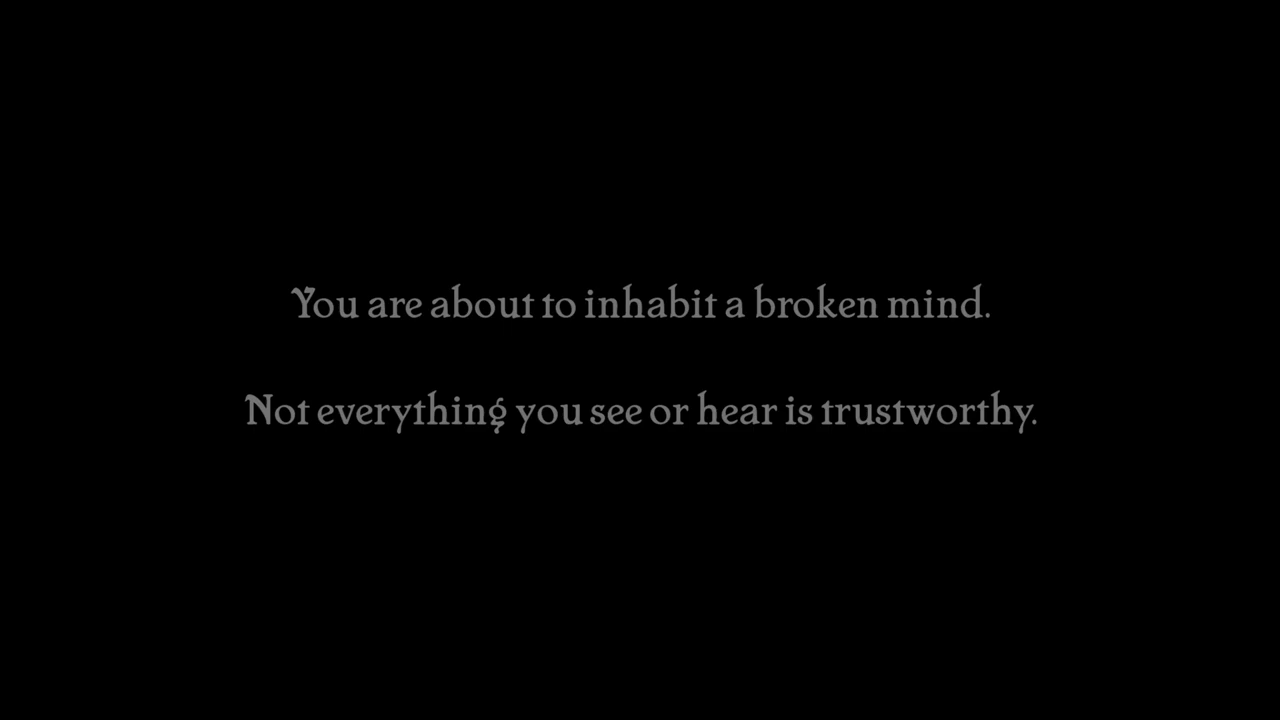 You are about to inhabit a broken mind.
Not everything you see or hear is trustworthy.